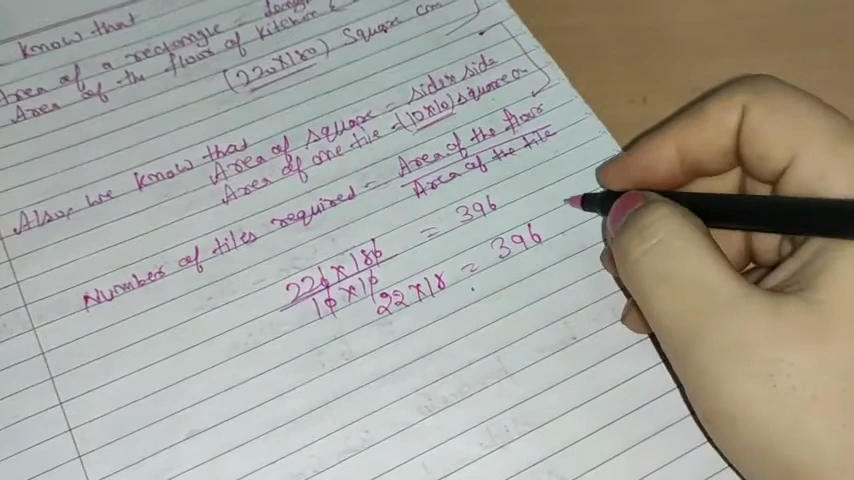 know that
Area of a rectangle =
Area of the floor of kitchen =
(220×180) Square cm
Also, we know that
Area of square = side×side
Area of one tile = (10×10) square cm
Number of tiles required = Area of the floor / Area of the tile
220×180 / 10×10 = 396
22×18 = 396